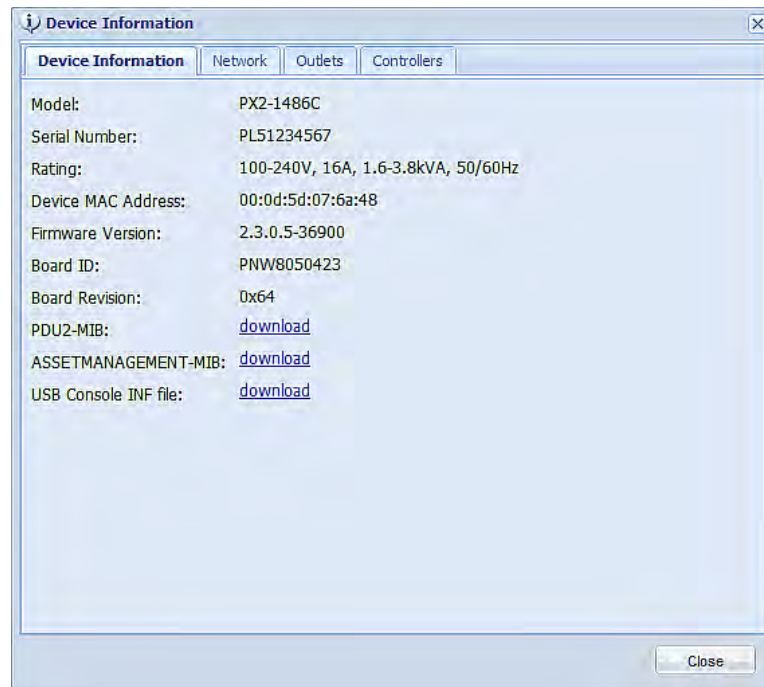 Device Information
Device Information Network Outlets Controllers
Model: PX2-1486C
Serial Number: PL51234567
Rating: 100-240V, 16A, 1.6-3.8kVA, 50/60Hz
Device MAC Address: 00:0d:5d:07:6a:48
Firmware Version: 2.3.0.5-36900
Board ID: PNW8050423
Board Revision: 0x64
PDU2-MIB: download
ASSETMANAGEMENT-MIB: download
USB Console INF file: download
Close